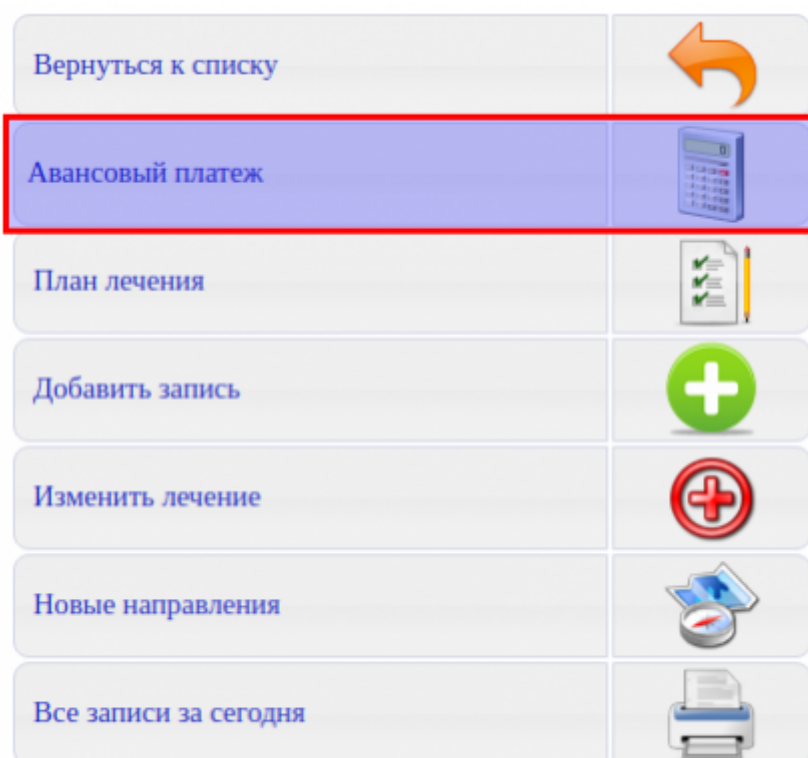 Вернуться к списку
Авансовый платеж
План лечения
Добавить запись
Изменить лечение
Новые направления
Все записи за сегодня